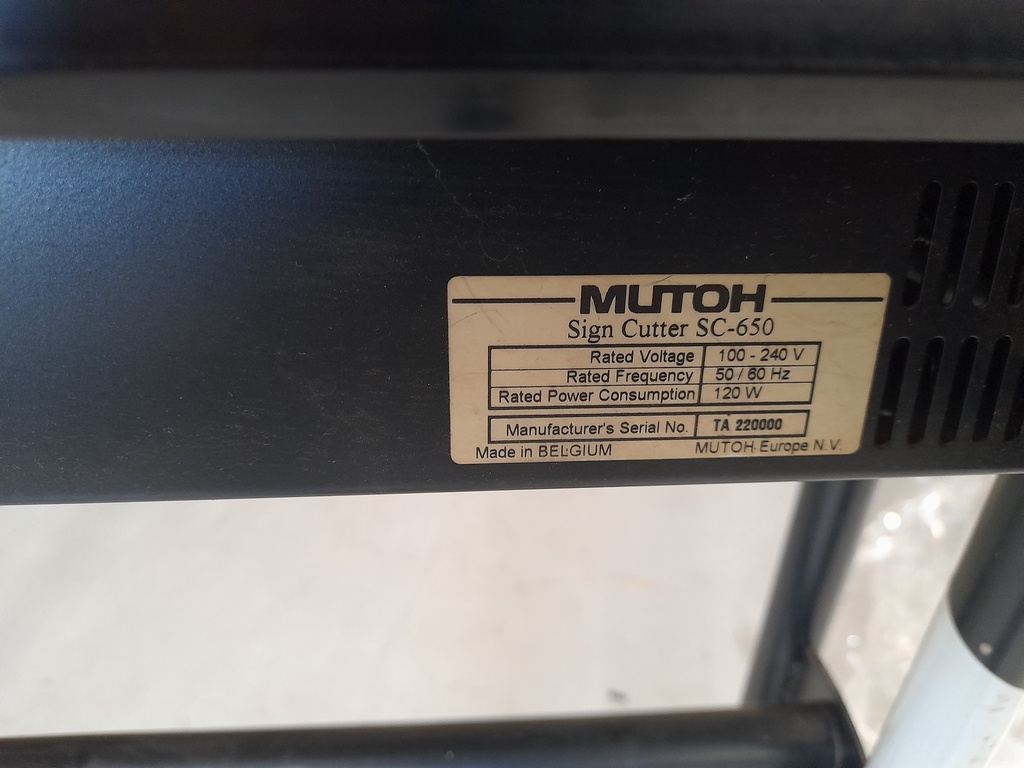 MUTOH
Sign Cutter SC-650
Rated Voltage 100 - 240 V
Rated Frequency 50 / 60 Hz
Rated Power Consumption 120 W
Manufacturer's Serial No. TA 220000
Made in BELGIUM MUTOH Europe N.V.